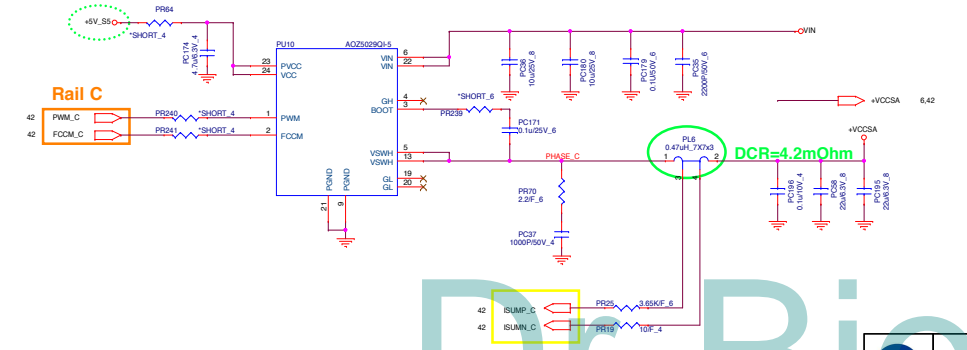 +5V_S5
PR64
*SHORT_4
PC174
4.7u/6.3V_4
PU10
AOZ5029QI-5
23
PVCC
24
VCC
VIN
6
VIN
22
VIN
PC36
10u/25V_8
PC180
10u/25V_8
PC179
0.1U/50V_6
PC35
2200P/50V_6
Rail C
42
PWM_C
PR240
*SHORT_4
1
PWM
42
FCCM_C
PR241
*SHORT_4
2
FCCM
GH
4
BOOT
3
PR239
*SHORT_6
PC171
0.1u/25V_6
+VCCSA
6,42
+VCCSA
VSWH
5
VSWH
13
PHASE_C
PL6
0.47uH_7X7x3
1
2
3
4
DCR=4.2mOhm
GL
19
GL
20
PGND
PGND
21
9
PR70
2.2/F_6
PC37
1000P/50V_4
PC196
0.1u/10V_4
PC58
22u/6.3V_8
PC195
22u/6.3V_8
42
ISUMP_C
PR25
3.65K/F_6
42
ISUMN_C
PR19
10/F_4